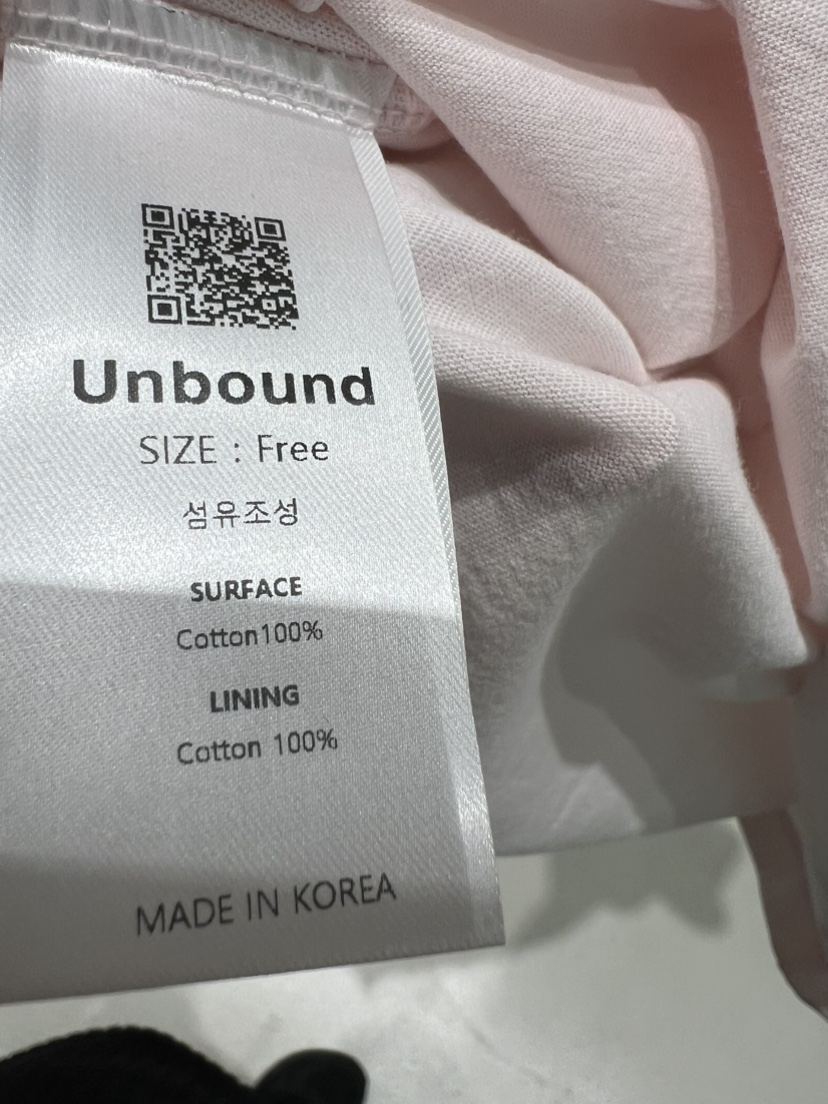 Unbound
SIZE : Free
섬유조성
SURFACE
Cotton100%
LINING
Cotton 100%
MADE IN KOREA